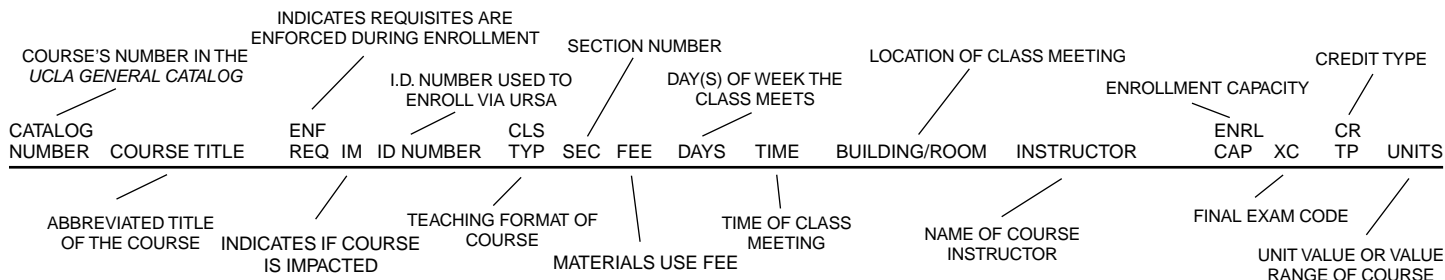 INDICATES REQUISITES ARE
ENFORCED DURING ENROLLMENT
COURSE'S NUMBER IN THE
UCLA GENERAL CATALOG
I.D. NUMBER USED TO
ENROLL VIA URSA
SECTION NUMBER
DAY(S) OF WEEK THE
CLASS MEETS
LOCATION OF CLASS MEETING
ENROLLMENT CAPACITY
CREDIT TYPE
CATALOG
NUMBER
COURSE TITLE
ENF
REQ
IM
ID NUMBER
CLS
TYP
SEC
FEE
DAYS
TIME
BUILDING/ROOM
INSTRUCTOR
ENRL
CAP
XC
CR
TP
UNITS
ABBREVIATED TITLE
OF THE COURSE
INDICATES IF COURSE
IS IMPACTED
TEACHING FORMAT OF
COURSE
MATERIALS USE FEE
TIME OF CLASS
MEETING
NAME OF COURSE
INSTRUCTOR
FINAL EXAM CODE
UNIT VALUE OR VALUE
RANGE OF COURSE